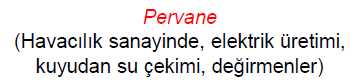 Pervane
(Havacılık sanayinde, elektrik üretimi,
kuyudan su çekimi, değirmenler)